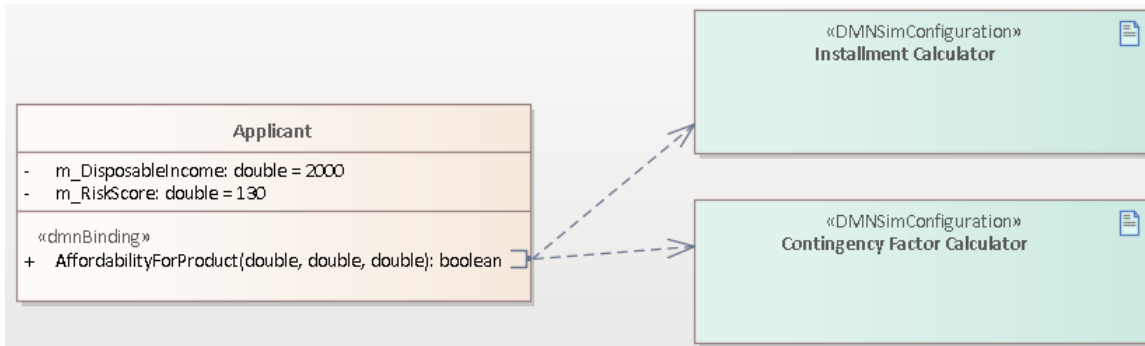 Applicant
- m_DisposableIncome: double = 2000
- m_RiskScore: double = 130
«dmnBinding»
+ AffordabilityForProduct(double, double, double): boolean
«DMNSimConfiguration»
Installment Calculator
«DMNSimConfiguration»
Contingency Factor Calculator